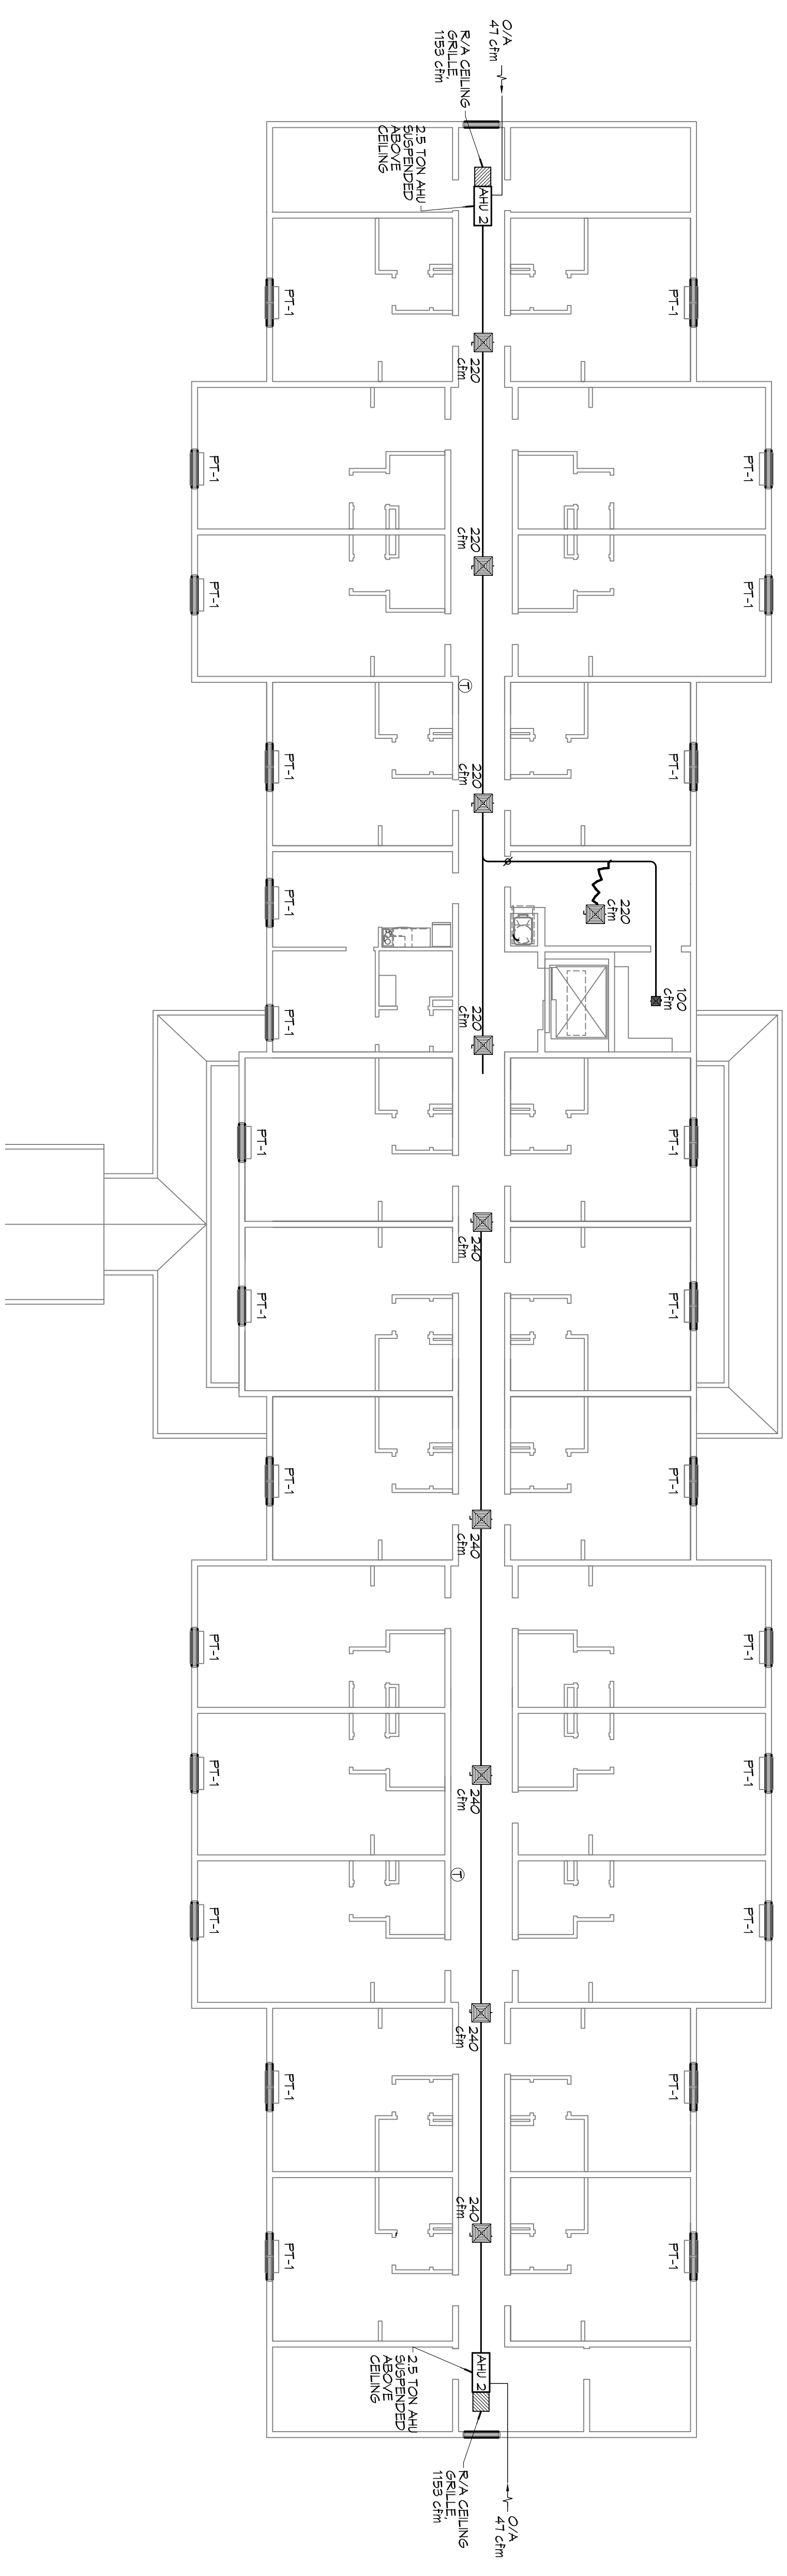 O/A
47 cfm
R/A CEILING
GRILLE,
1153 cfm
2.5 TON AHU
SUSPENDED
ABOVE
CEILING
AHU 2
PT-1
PT-1
220
cfm
PT-1
PT-1
220
cfm
PT-1
PT-1
T
PT-1
PT-1
220
cfm
220
cfm
PT-1
100
cfm
220
cfm
PT-1
PT-1
PT-1
240
cfm
PT-1
PT-1
PT-1
PT-1
240
cfm
PT-1
PT-1
PT-1
PT-1
240
cfm
T
PT-1
PT-1
240
cfm
PT-1
PT-1
240
cfm
PT-1
PT-1
AHU 2
2.5 TON AHU
SUSPENDED
ABOVE
CEILING
R/A CEILING
GRILLE,
1153 cfm
O/A
47 cfm